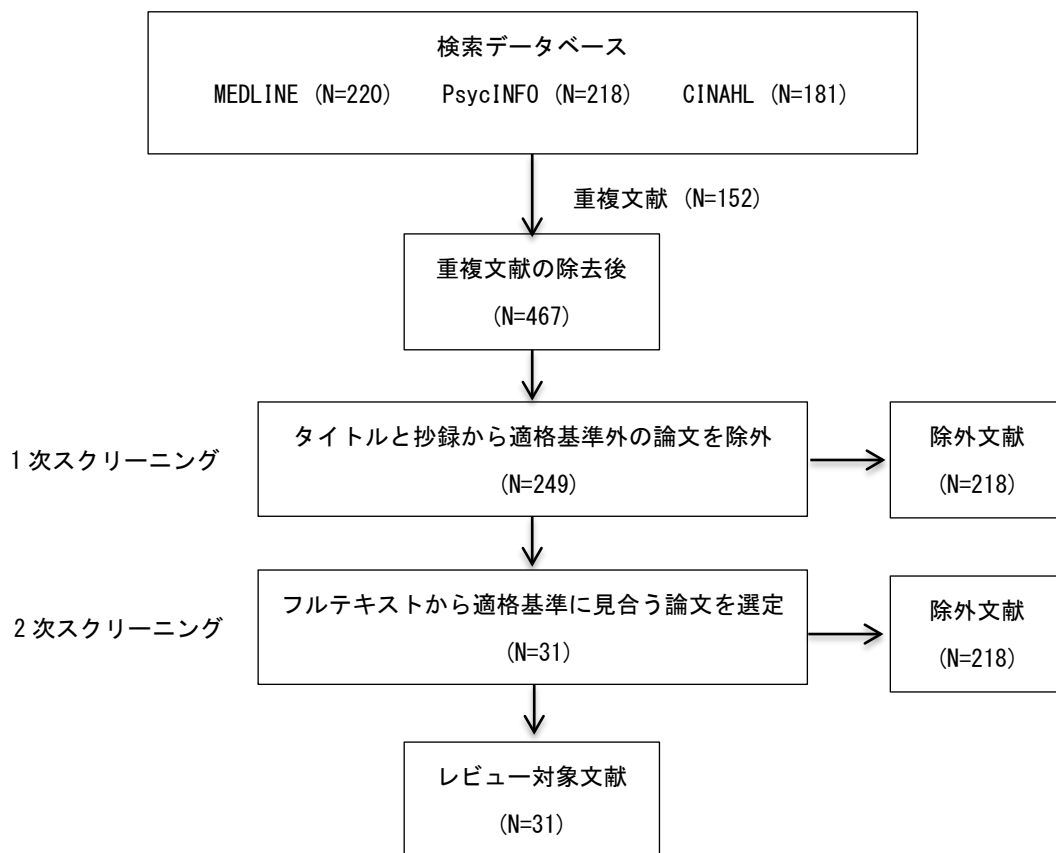 検索データベース
MEDLINE (N=220) PsycINFO (N=218) CINAHL (N=181)
重複文献 (N=152)
重複文献の除去後
(N=467)
1次スクリーニング
タイトルと抄録から適格基準外の論文を除外
(N=249)
除外文献
(N=218)
2次スクリーニング
フルテキストから適格基準に見合う論文を選定
(N=31)
除外文献
(N=218)
レビュー対象文献
(N=31)